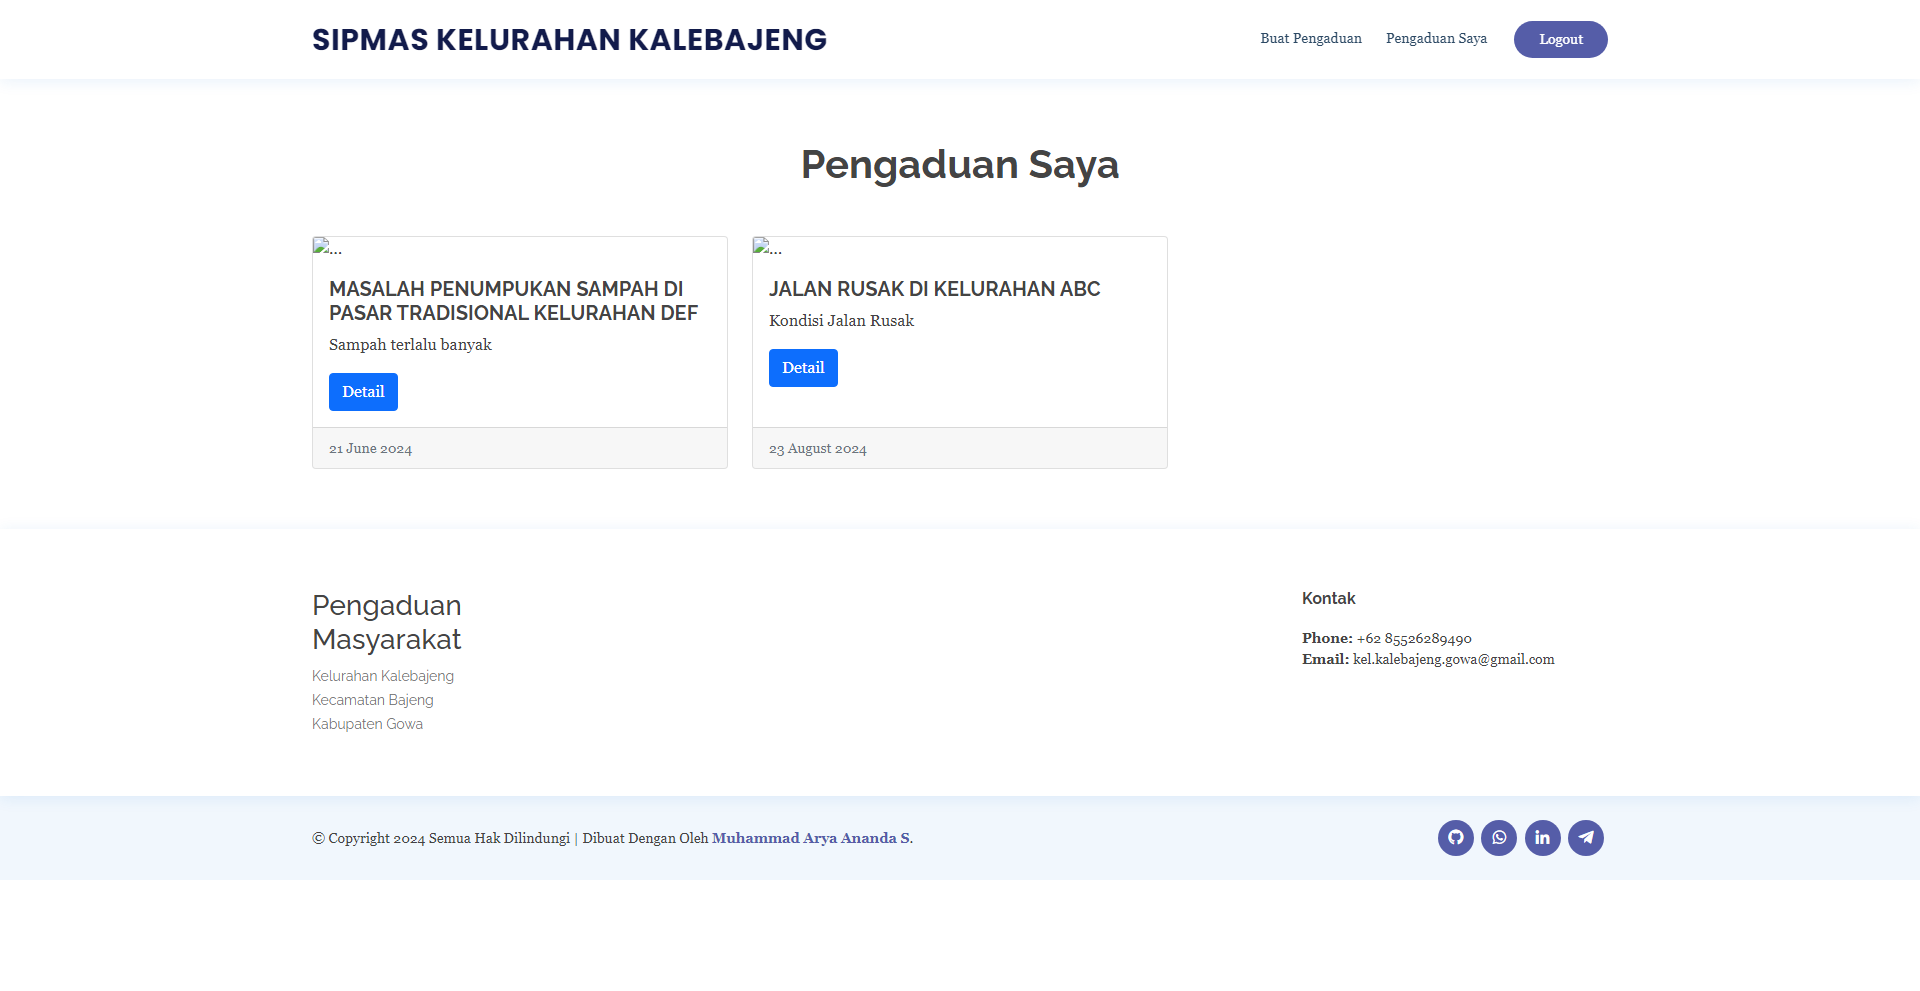 SIPMAS KELURAHAN KALEBAJENG
Buat Pengaduan
Pengaduan Saya
Logout
Pengaduan Saya
...
MASALAH PENUMPUKAN SAMPAH DI
PASAR TRADISIONAL KELURAHAN DEF
Sampah terlalu banyak
Detail
21 June 2024
...
JALAN RUSAK DI KELURAHAN ABC
Kondisi Jalan Rusak
Detail
23 August 2024
Pengaduan
Masyarakat
Kelurahan Kalebajeng
Kecamatan Bajeng
Kabupaten Gowa
Kontak
Phone: +62 85526289490
Email: kel.kalebajeng.gowa@gmail.com
© Copyright 2024 Semua Hak Dilindungi | Dibuat Dengan Oleh Muhammad Arya Ananda S.